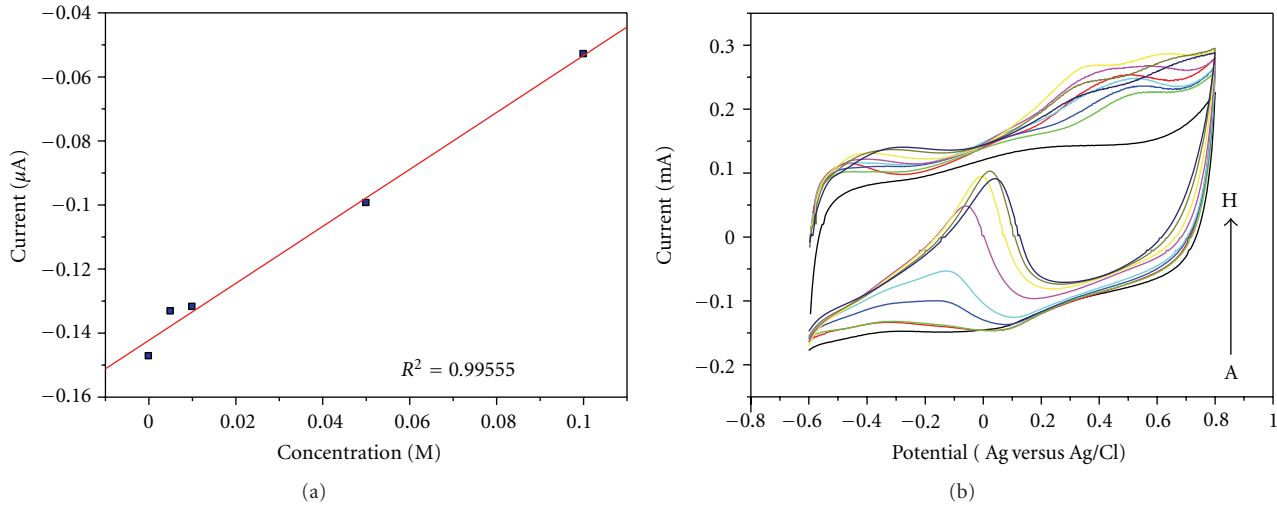 −0.04
−0.06
−0.08
−0.1
−0.12
−0.14
−0.16
Current (μA)
R² = 0.99555
0 0.02 0.04 0.06 0.08 0.1
Concentration (M)
(a)
0.3
0.2
0.1
0
−0.1
−0.2
Current (mA)
H
A
−0.8 −0.6 −0.4 −0.2 0 0.2 0.4 0.6 0.8 1
Potential ( Ag versus Ag/Cl)
(b)